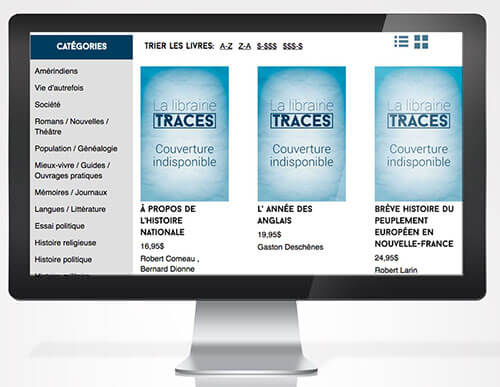 CATÉGORIES
Amérindiens
Vie d'autrefois
Société
Romans / Nouvelles /
Théâtre
Population / Généalogie
Mieux-vivre / Guides /
Ouvrages pratiques
Mémoires / Journaux
Langues / Littérature
Essai politique
Histoire religieuse
Histoire politique
Histoire militaire
TRIER LES LIVRES: A-Z Z-A $-$$$ $$$-$
La librairie
TRACES
Couverture
indisponible
À PROPOS DE
L'HISTOIRE
NATIONALE
16,95$
Robert Comeau ,
Bernard Dionne
La librairie
TRACES
Couverture
indisponible
L' ANNÉE DES
ANGLAIS
19,95$
Gaston Deschênes
La librairie
TRACES
Couverture
indisponible
BRÈVE HISTOIRE DU
PEUPLEMENT
EUROPÉEN EN
NOUVELLE-FRANCE
24,95$
Robert Larin